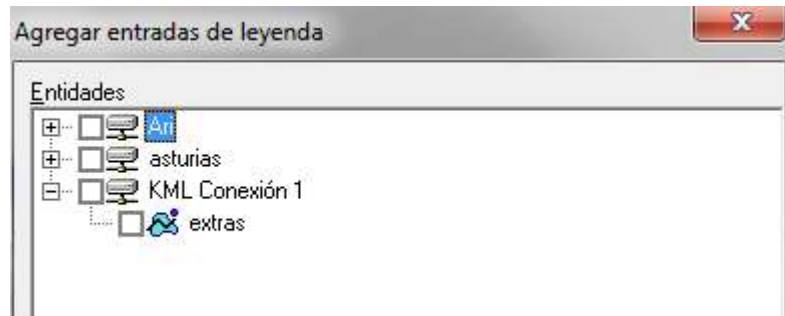 Agregar entradas de leyenda
Entidades
Ari
asturias
KML Conexión 1
extras